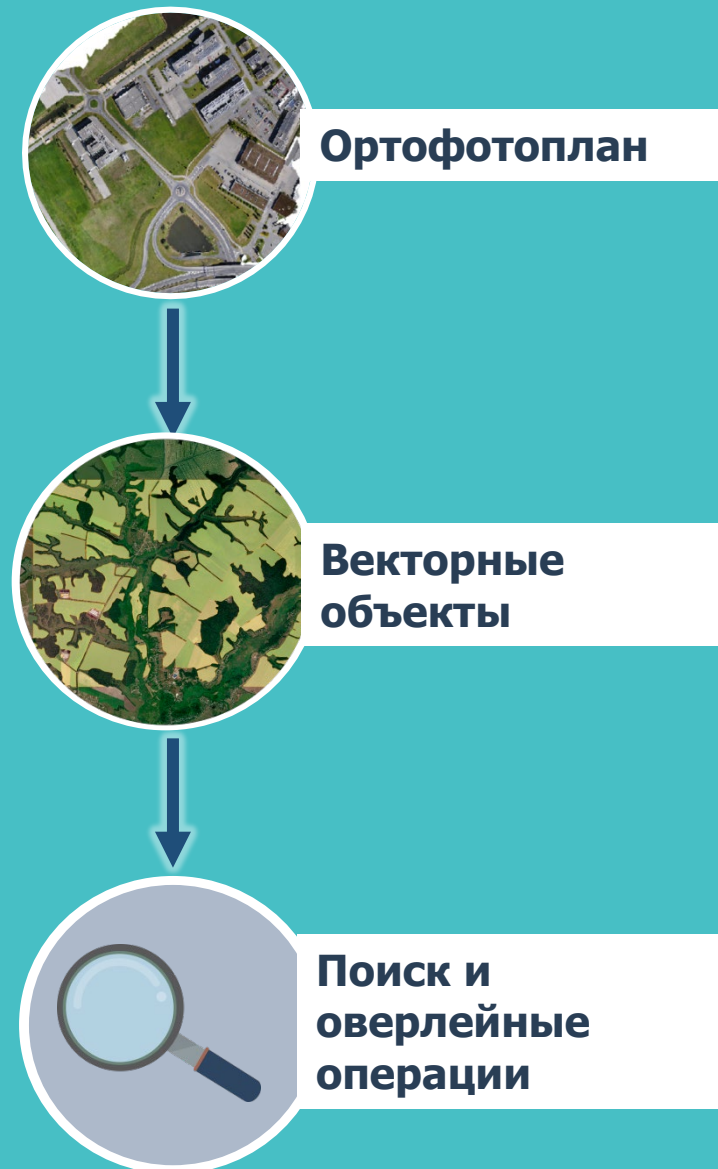 Ортофотоплан
Векторные
объекты
Поиск и
оверлейные
операции